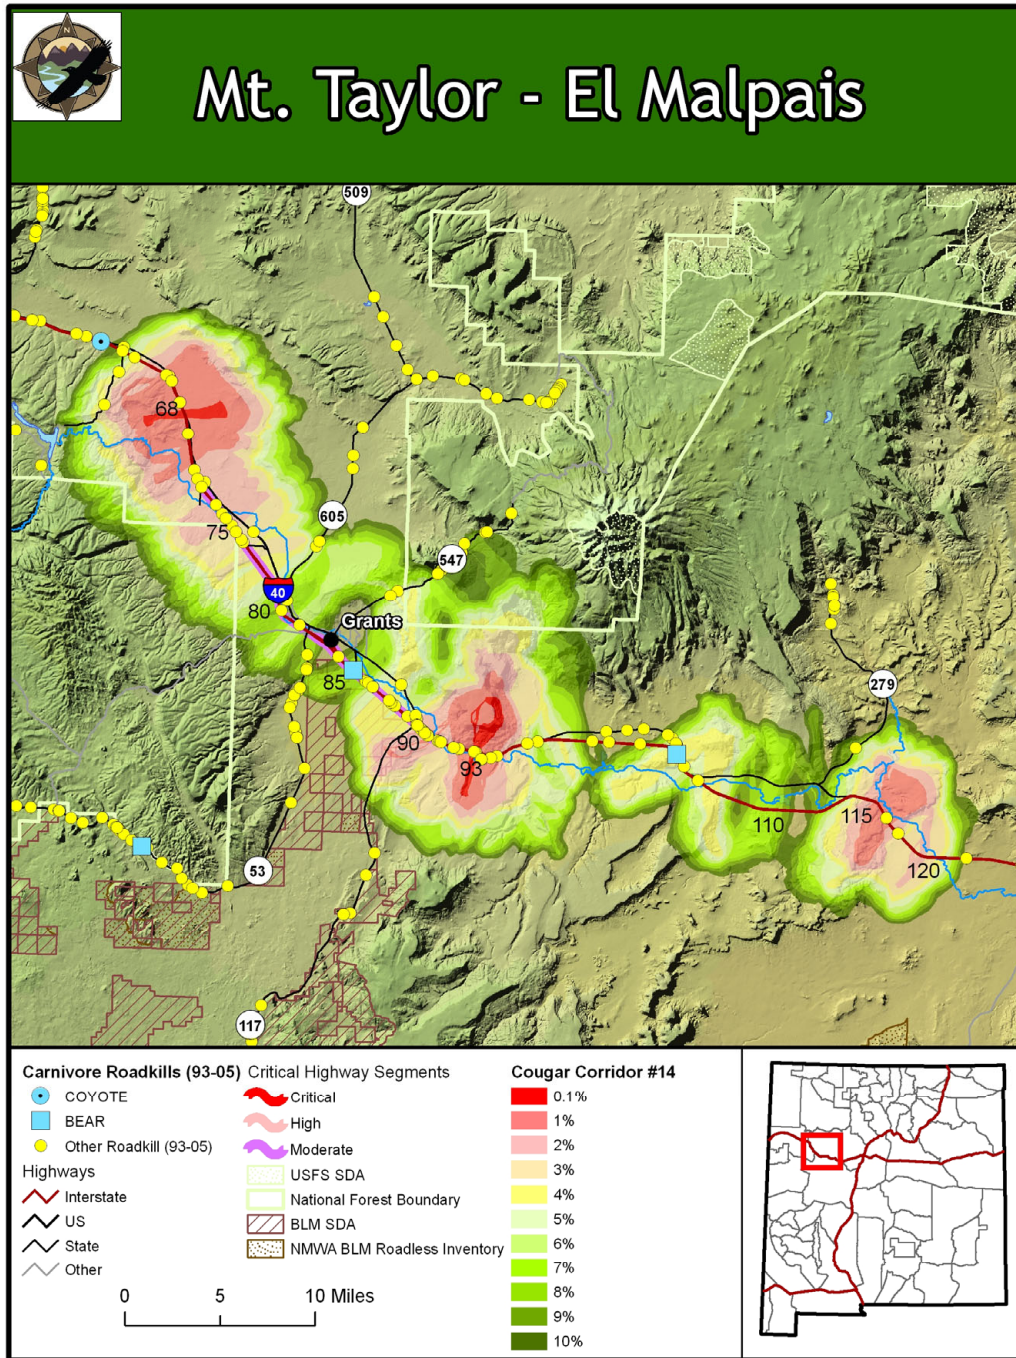 N
Mt. Taylor - El Malpais
509
68
605
75
547
40
80
Grants
85
279
90
93
115
110
120
53
117
Carnivore Roadkills (93-05)
COYOTE
BEAR
Other Roadkill (93-05)
Highways
Interstate
US
State
Other
Critical Highway Segments
Critical
High
Moderate
USFS SDA
National Forest Boundary
BLM SDA
NMWA BLM Roadless Inventory
0 5 10 Miles
Cougar Corridor #14
0.1%
1%
2%
3%
4%
5%
6%
7%
8%
9%
10%